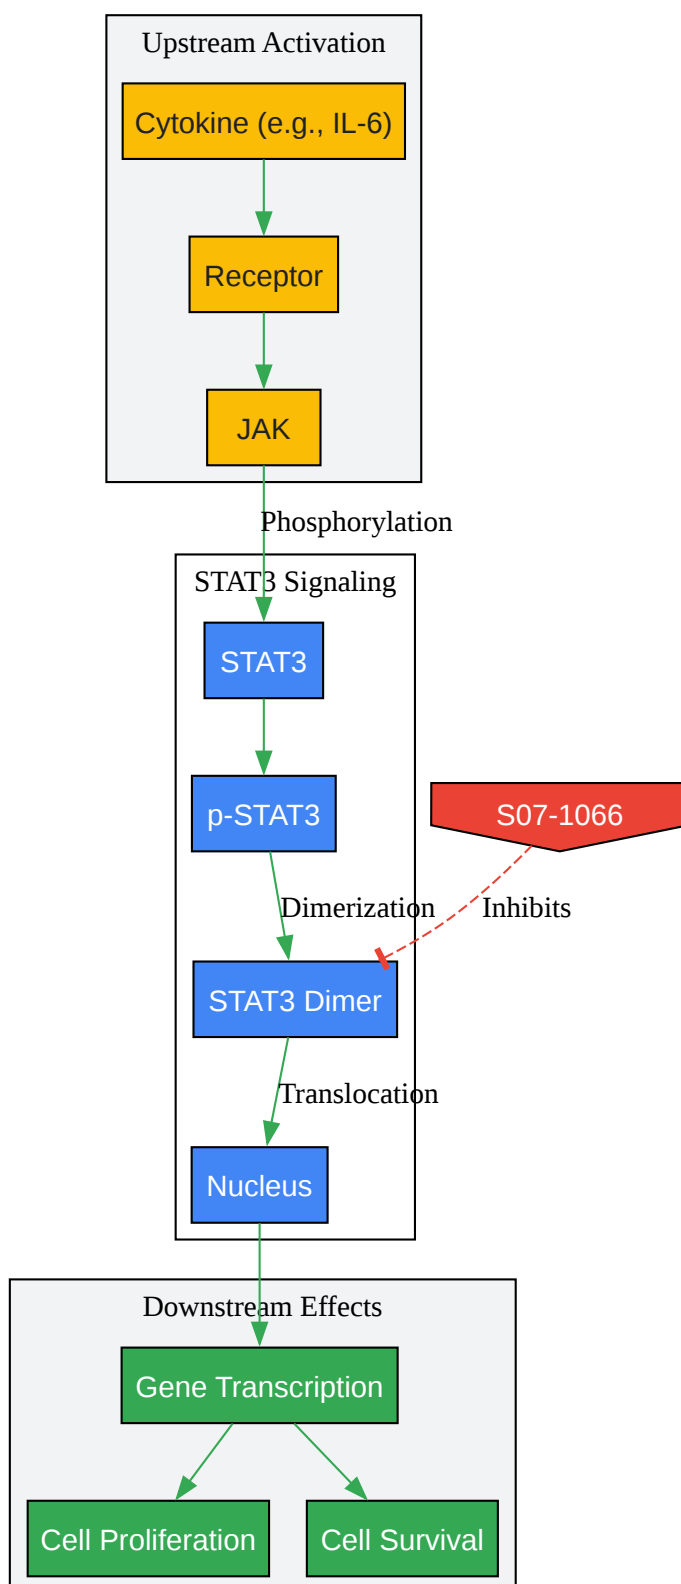 Upstream Activation
Cytokine (e.g., IL-6)
Receptor
JAK
Phosphorylation
STAT3 Signaling
STAT3
p-STAT3
S07-1066
Dimerization
Inhibits
STAT3 Dimer
Translocation
Nucleus
Downstream Effects
Gene Transcription
Cell Proliferation
Cell Survival